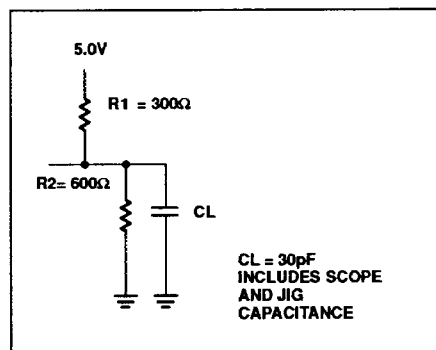 5.0V
R1 = 300Ω
R2= 600Ω
CL
CL = 30pF
INCLUDES SCOPE
AND JIG
CAPACITANCE